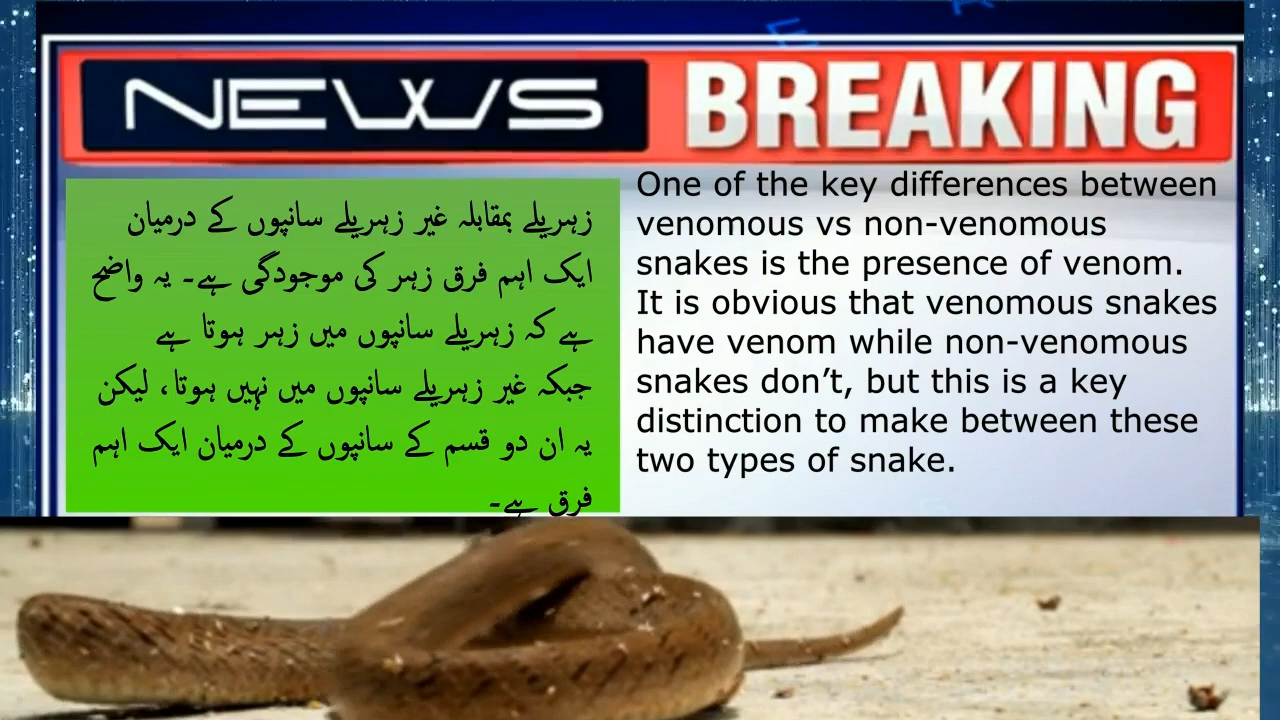 NEWS BREAKING
زہریلے بمقابلہ غیر زہریلے سانپوں کے درمیان
ایک اہم فرق زہر کی موجودگی ہے۔ یہ واضح
ہے کہ زہریلے سانپوں میں زہر ہوتا ہے
جبکہ غیر زہریلے سانپوں میں نہیں ہوتا، لیکن
یہ ان دو قسم کے سانپوں کے درمیان ایک اہم
فرق ہے۔
One of the key differences between
venomous vs non-venomous
snakes is the presence of venom.
It is obvious that venomous snakes
have venom while non-venomous
snakes don’t, but this is a key
distinction to make between these
two types of snake.